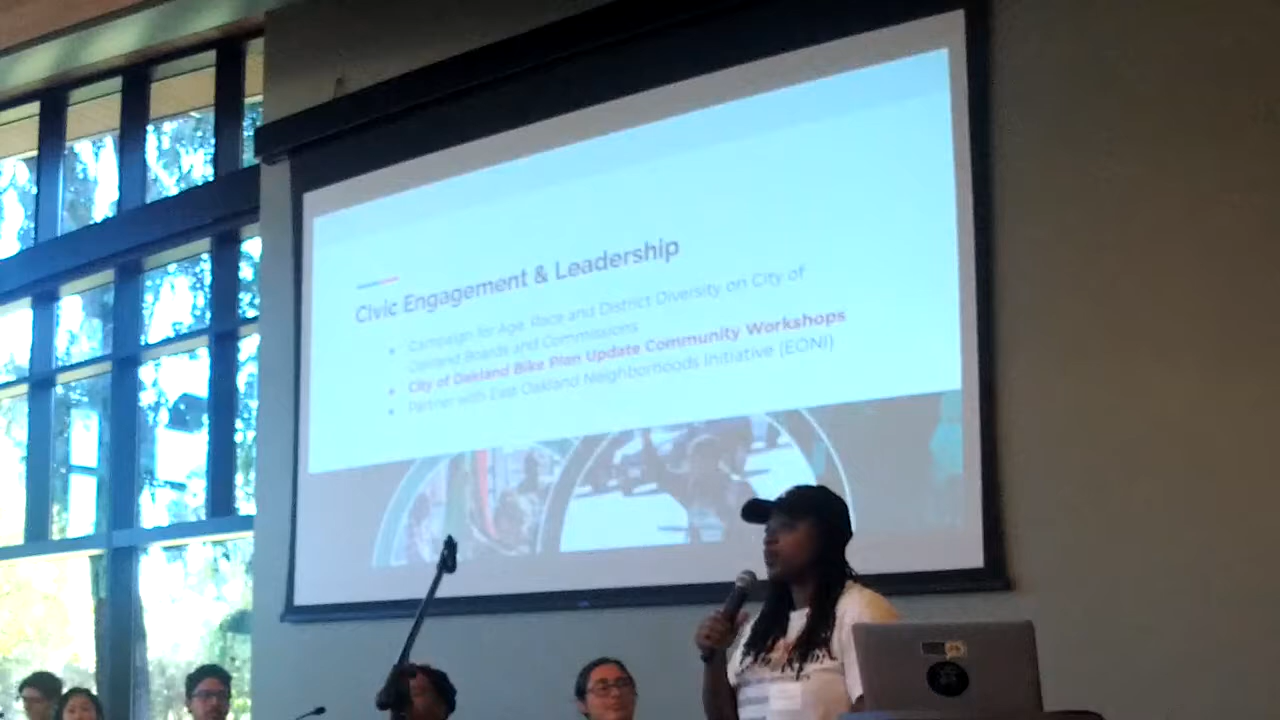 Civic Engagement & Leadership
• Campaign for Age, Race and District Diversity on City of
Oakland Boards and Commissions
• City of Oakland Bike Plan Update Community Workshops
• Partner with East Oakland Neighborhoods Initiative (EONI)